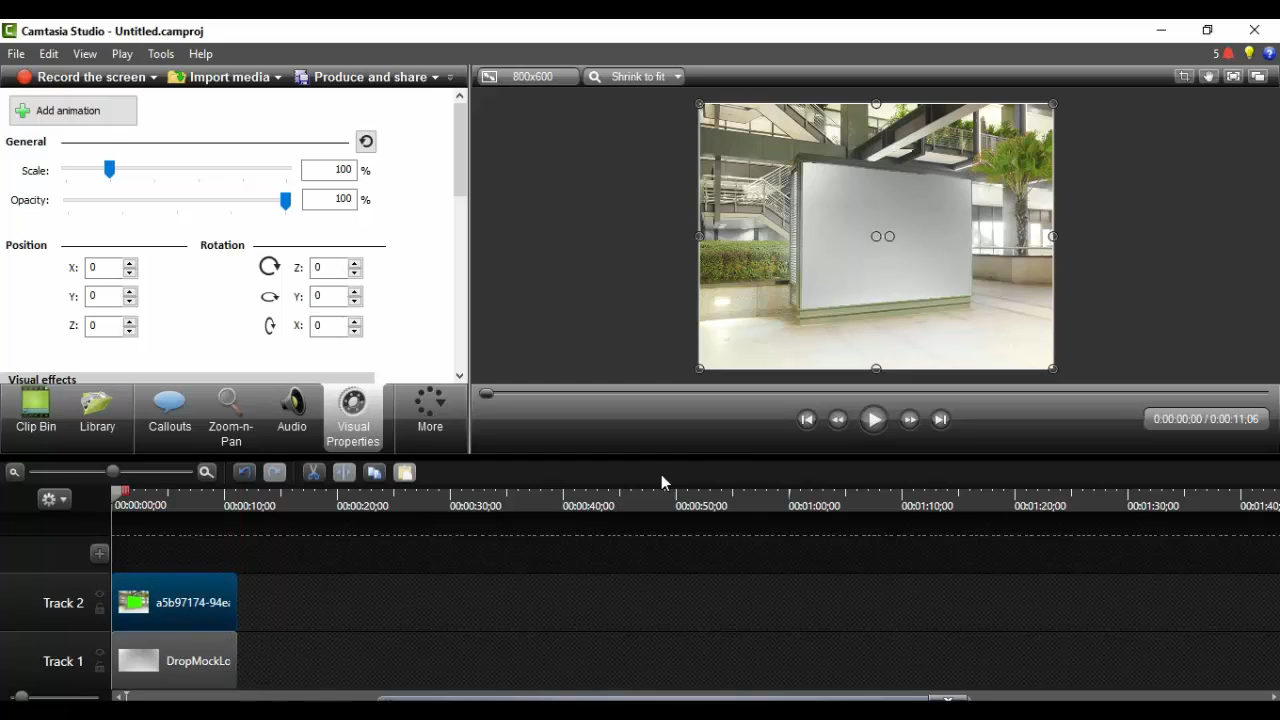 Camtasia Studio - Untitled.camproj
File Edit View Play Tools Help
5
Record the screen Import media Produce and share
800x600 Shrink to fit
Add animation
General
Scale: 100 %
Opacity: 100 %
Position Rotation
X: 0 Z: 0
Y: 0 Y: 0
Z: 0 X: 0
Visual effects
Clip Bin Library Callouts Zoom-n-Pan Audio Visual Properties More
0:00:00;00 / 0:00:11;06
00:00:00;00 00:00:10;00 00:00:20;00 00:00:30;00 00:00:40;00 00:00:50;00 00:01:00;00 00:01:10;00 00:01:20;00 00:01:30;00 00:01:40;
Track 2 a5b97174-94ea
Track 1 DropMockLo